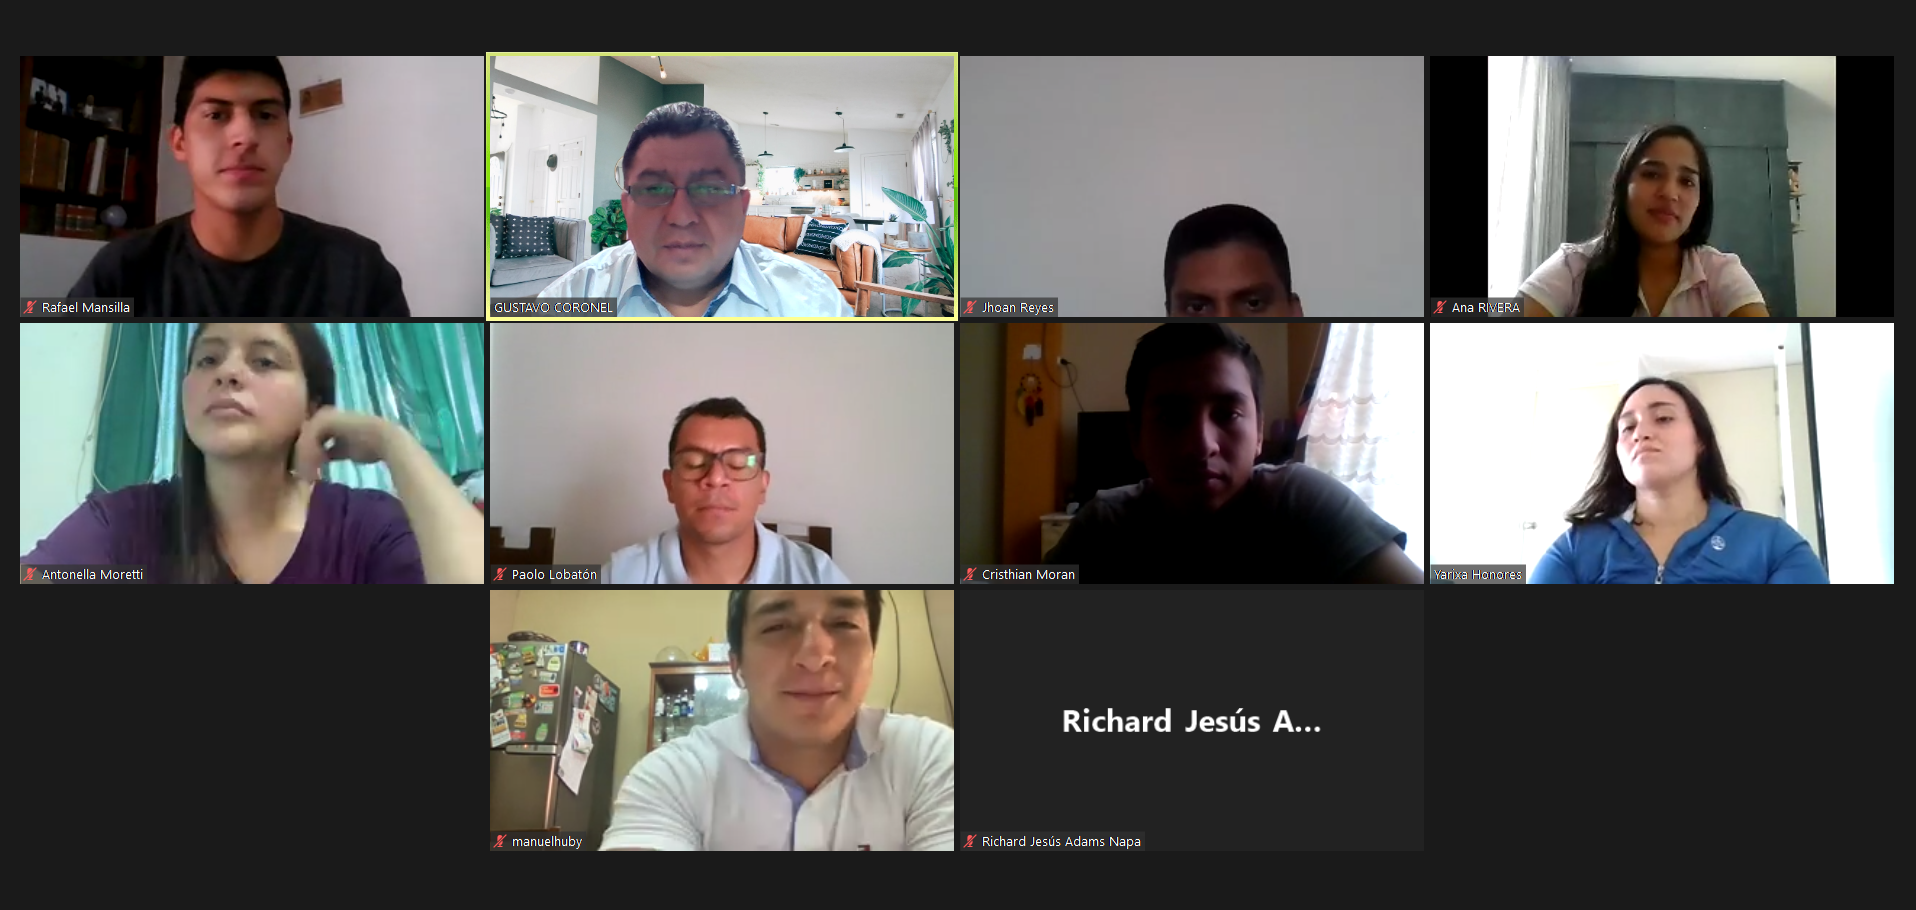 Rafael Mansilla
GUSTAVO CORONEL
Jhoan Reyes
Ana RIVERA
Antonella Moretti
Paolo Lobatón
Cristhian Moran
Yarixa Honores
Richard Jesús A...
manuelhuby
Richard Jesús Adams Napa